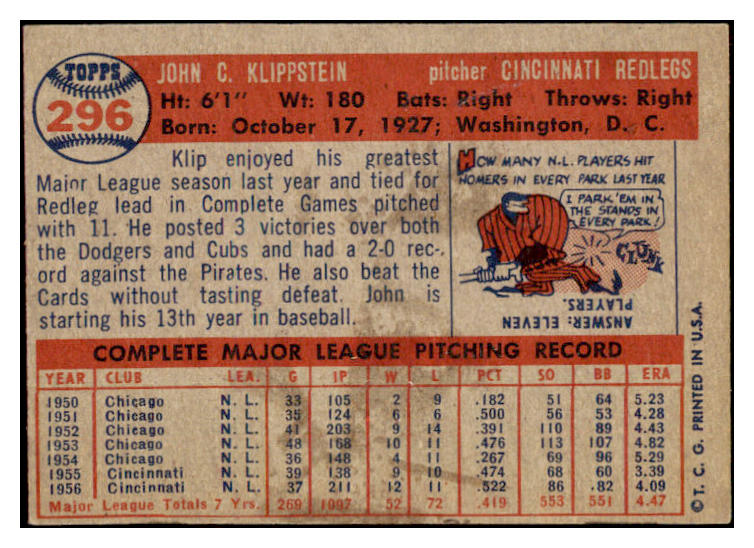 TOPPS
296
JOHN C. KLIPPSTEIN pitcher CINCINNATI REDLEGS
Ht: 6'1" Wt: 180 Bats: Right Throws: Right
Born: October 17, 1927; Washington, D. C.
Klip enjoyed his greatest
Major League season last year and tied for
Redleg lead in Complete Games pitched
with 11. He posted 3 victories over both
the Dodgers and Cubs and had a 2-0 rec-
ord against the Pirates. He also beat the
Cards without tasting defeat. John is
starting his 13th year in baseball.
HOW MANY N.L. PLAYERS HIT
HOMERS IN EVERY PARK LAST YEAR
I PARK 'EM IN
THE STANDS IN
EVERY PARK!
CLUNK
ANSWER: ELEVEN
PLAYERS.
COMPLETE MAJOR LEAGUE PITCHING RECORD
YEAR CLUB LEA. G IP W L PCT SO BB ERA
1950 Chicago N. L. 33 105 2 9 .182 51 64 5.23
1951 Chicago N. L. 35 124 6 6 .500 56 53 4.28
1952 Chicago N. L. 41 203 9 14 .391 110 89 4.43
1953 Chicago N. L. 48 168 10 11 .476 113 107 4.82
1954 Chicago N. L. 36 148 4 11 .267 69 96 5.29
1955 Cincinnati N. L. 39 138 9 10 .474 68 60 3.39
1956 Cincinnati N. L. 37 211 12 11 .522 86 82 4.09
Major League Totals 7 Yrs. 269 1097 52 72 .419 553 551 4.47
© T. C. G. PRINTED IN U.S.A.